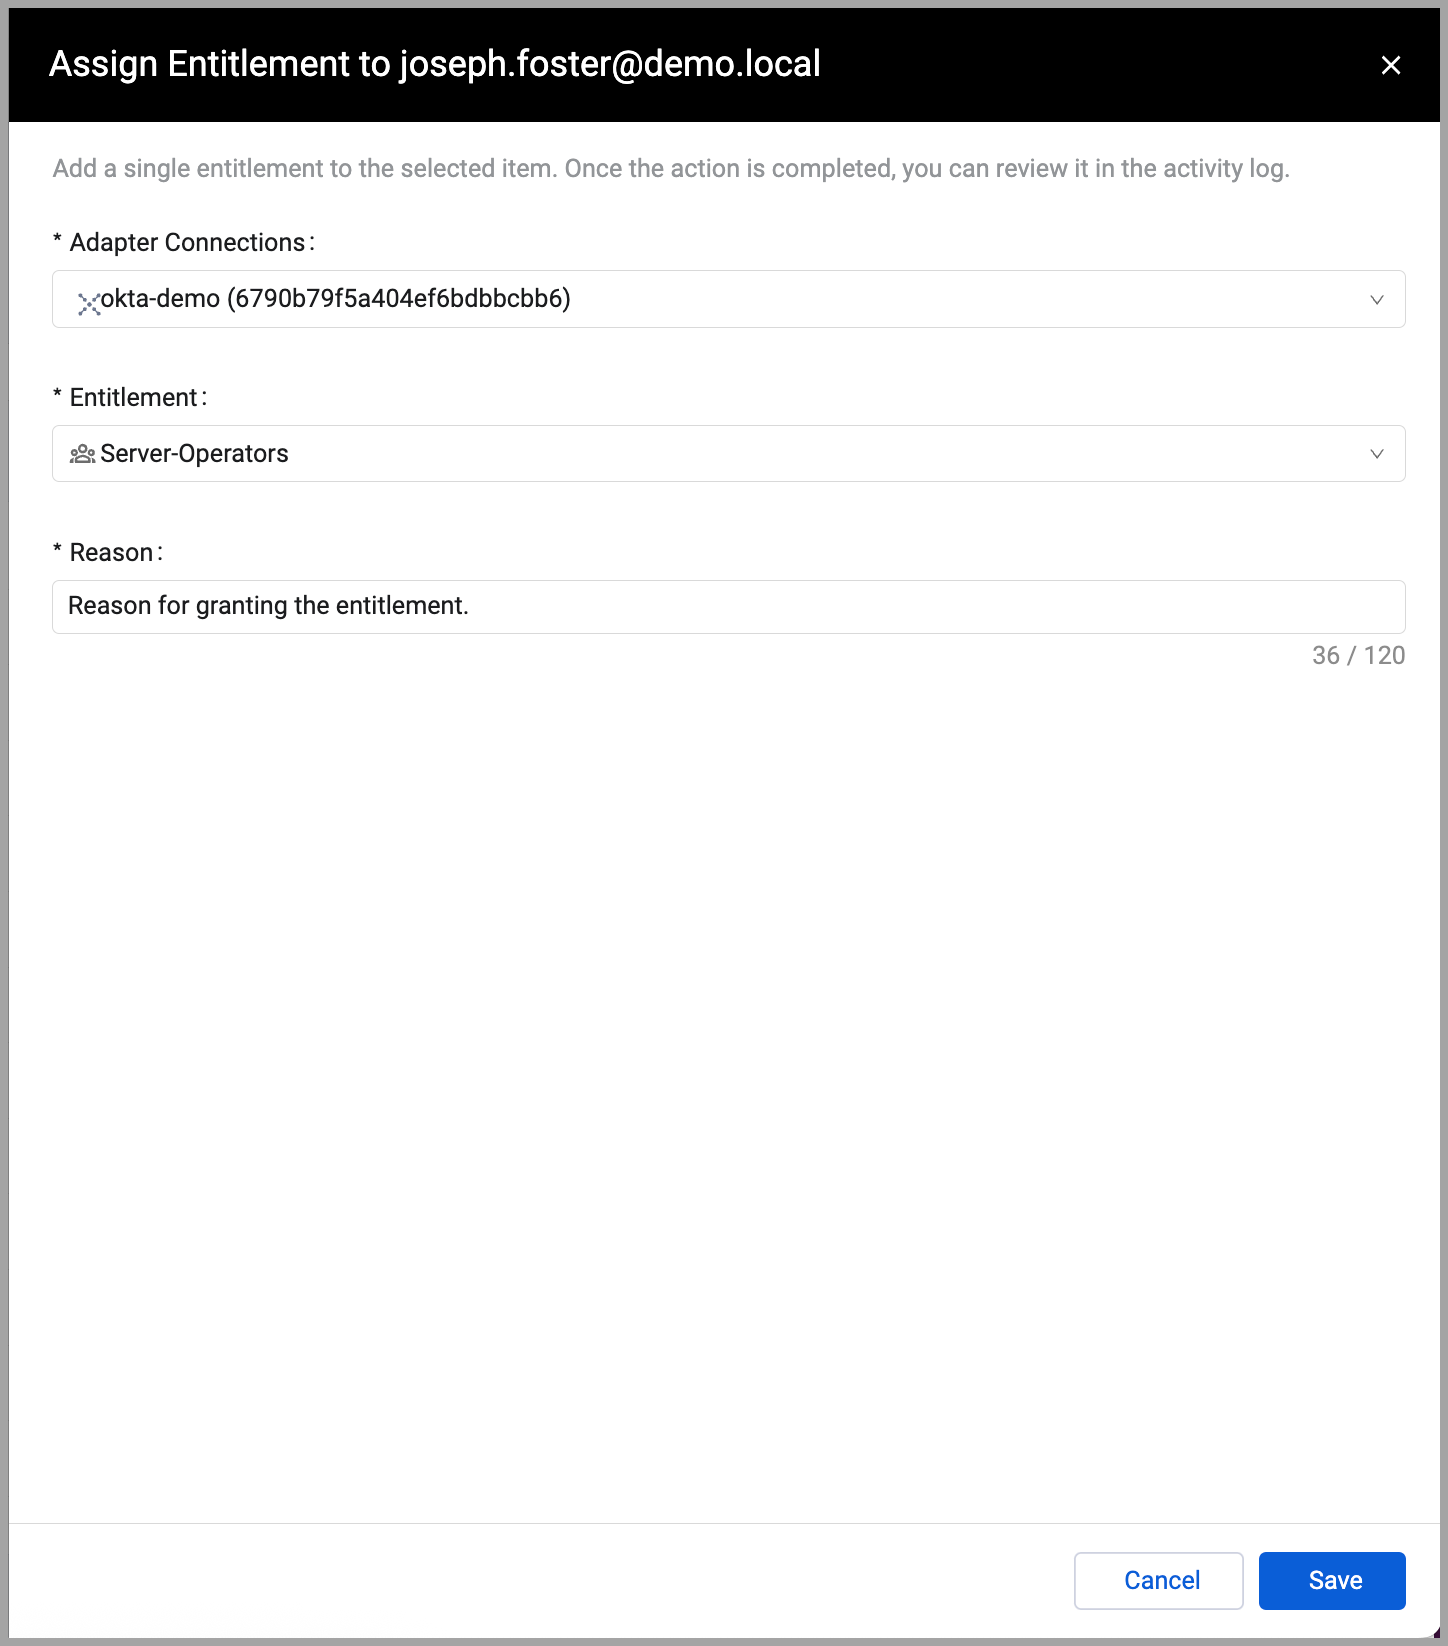 Assign Entitlement to joseph.foster@demo.local
Add a single entitlement to the selected item. Once the action is completed, you can review it in the activity log.
* Adapter Connections:
okta-demo (6790b79f5a404ef6bdbbcbb6)
* Entitlement:
Server-Operators
* Reason:
Reason for granting the entitlement.
36 / 120
Cancel
Save